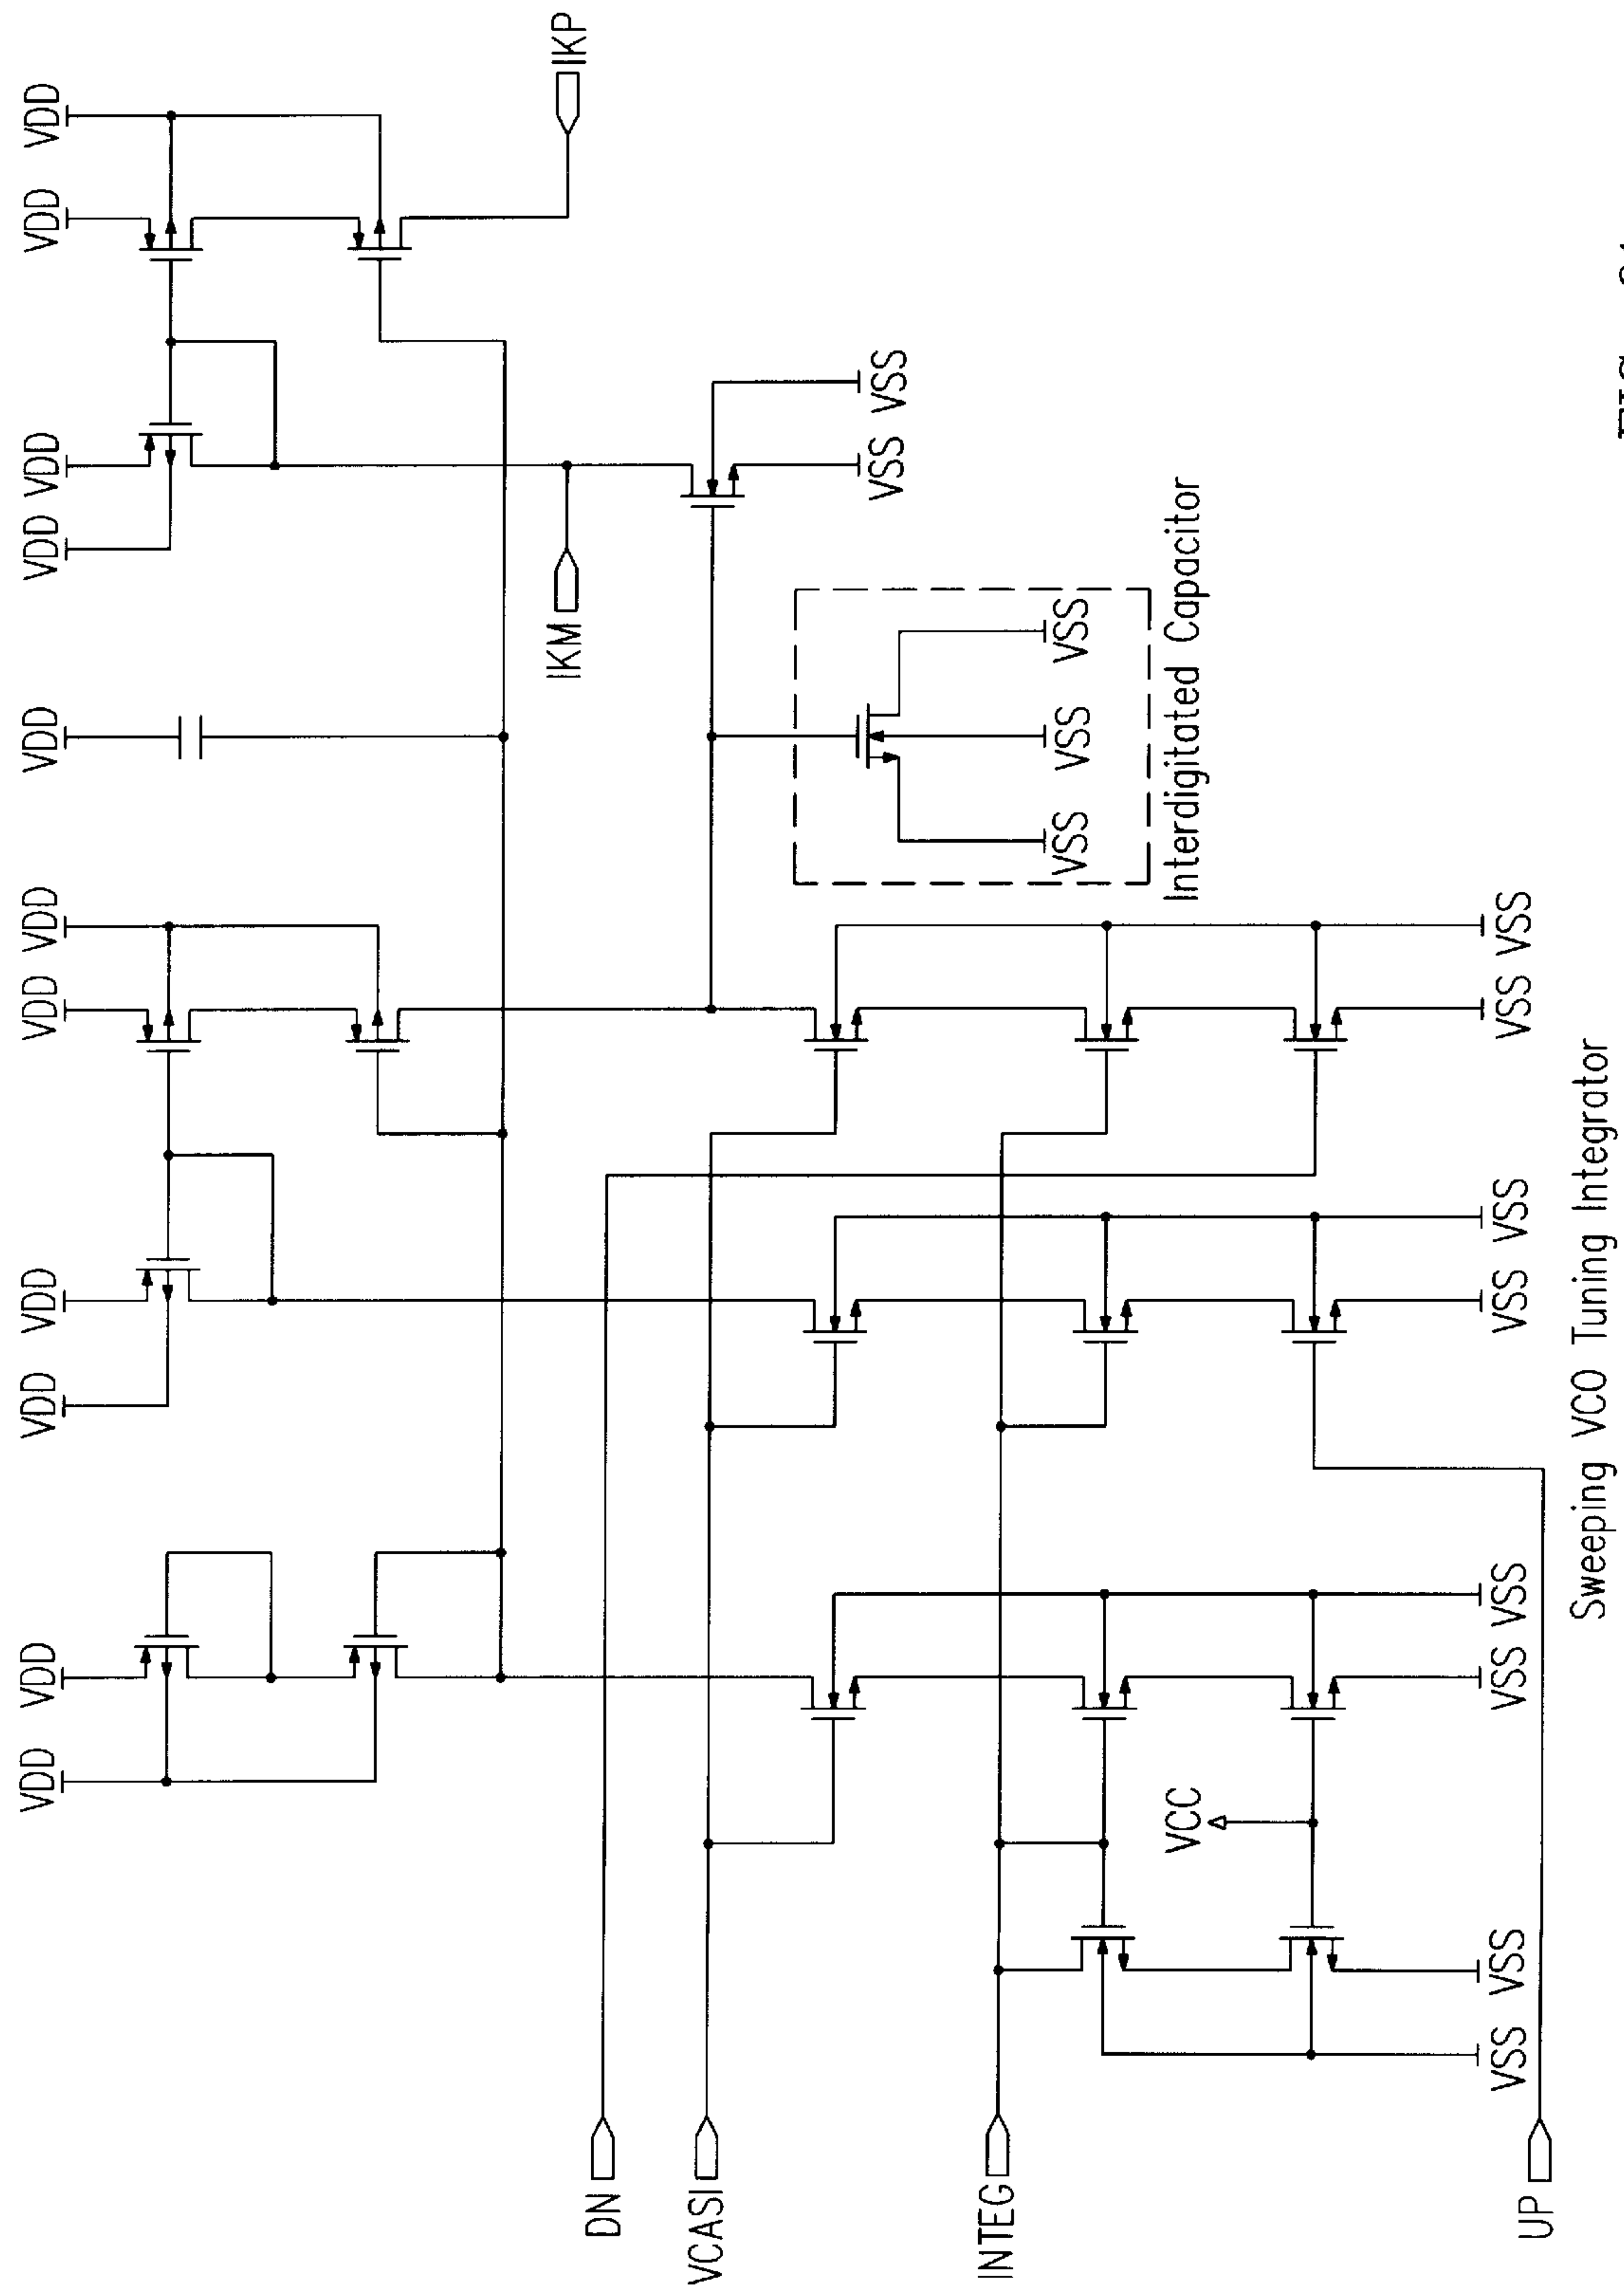 VDD VDD VDD VDD VDD VDD VDD VDD VDD VDD VDD
IKM
IKP
DN
VCASI
VSS VSS
INTEG
VSS VSS VSS
VCC
Interdigitated Capacitor
VSS VSS VSS VSS VSS VSS VSS VSS
UP
Sweeping VCO Tuning Integrator